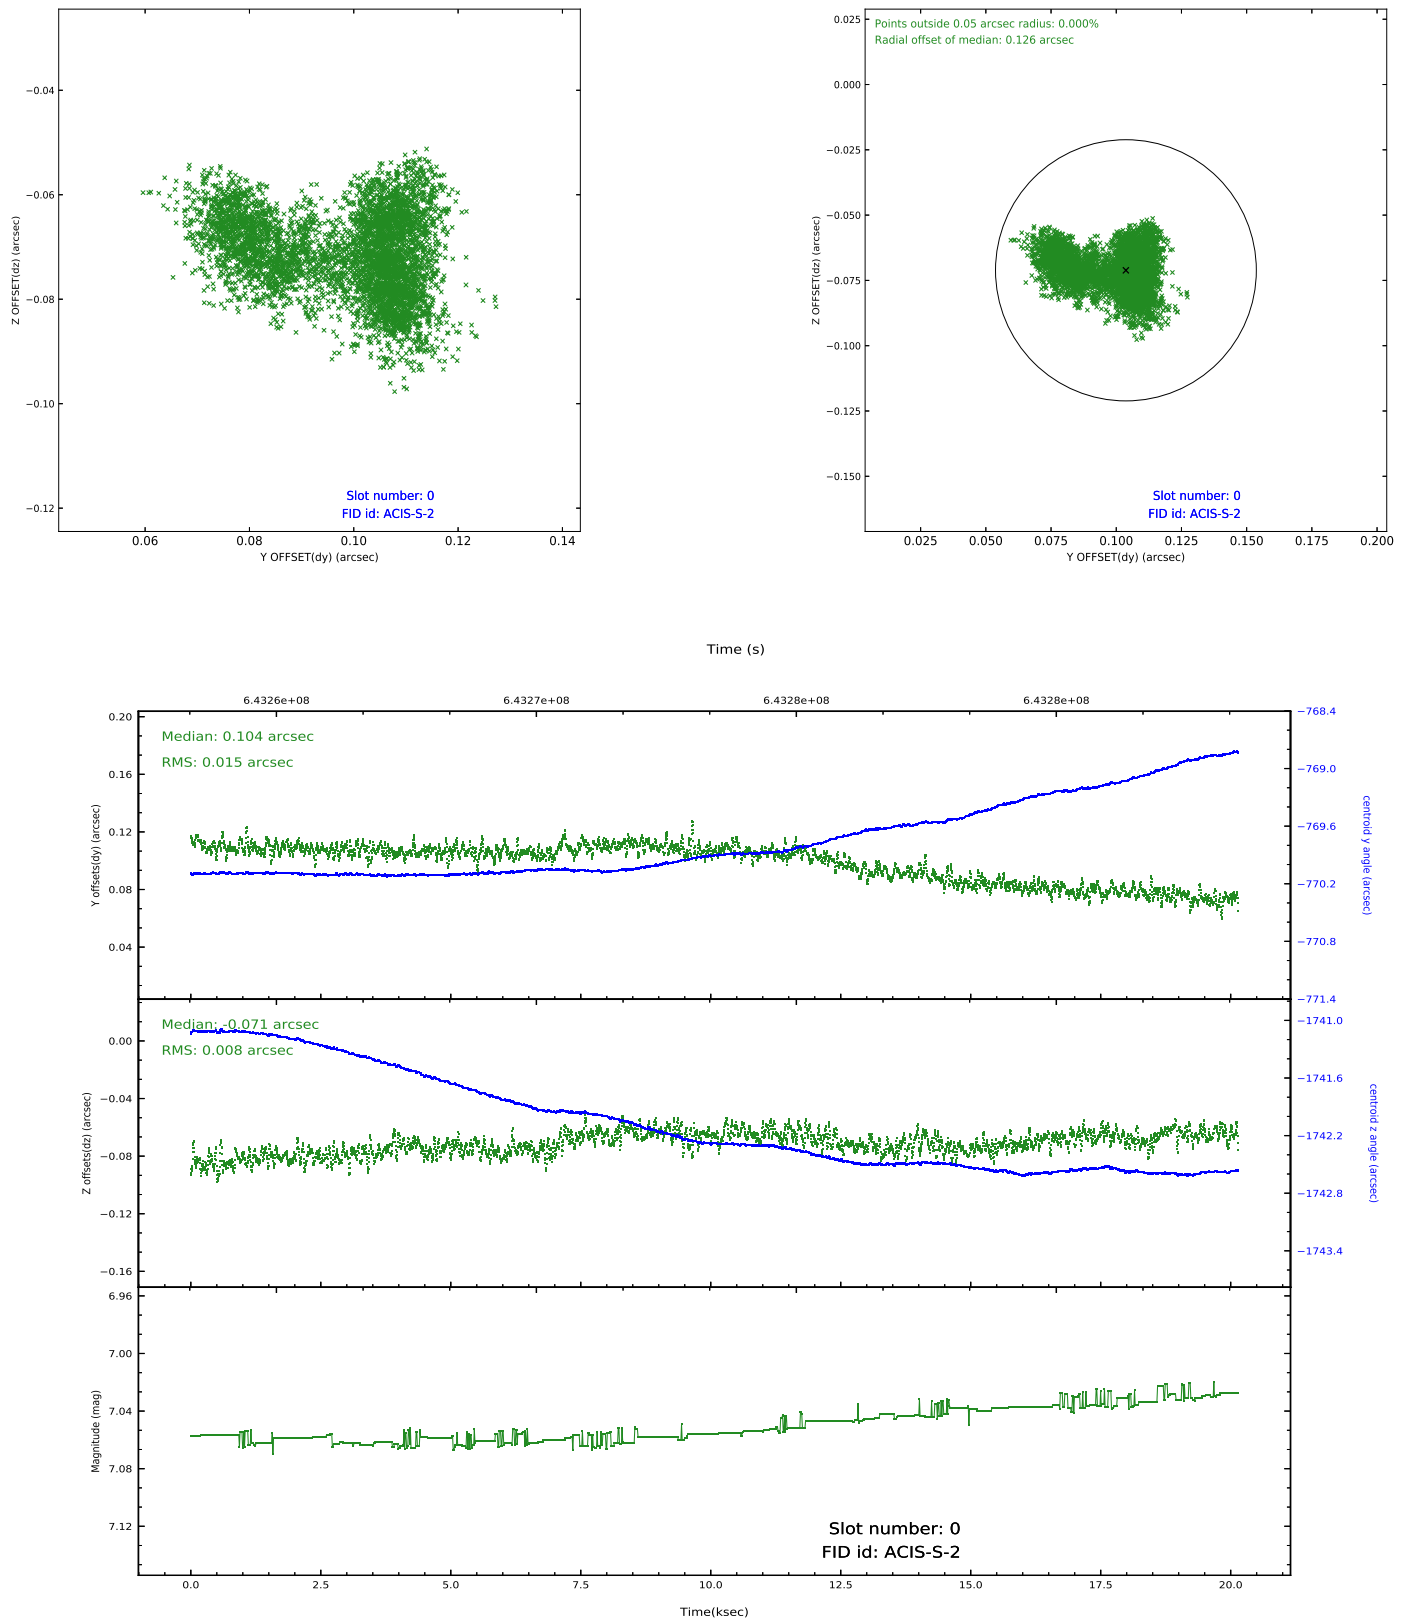 −0.04
−0.06
−0.08
−0.10
−0.12
Z OFFSET(dz) (arcsec)
Slot number: 0
FID id: ACIS-S-2
0.06 0.08 0.10 0.12 0.14
Y OFFSET(dy) (arcsec)
Points outside 0.05 arcsec radius: 0.000%
Radial offset of median: 0.126 arcsec
0.025
0.000
−0.025
−0.050
−0.075
−0.100
−0.125
−0.150
Z OFFSET(dz) (arcsec)
Slot number: 0
FID id: ACIS-S-2
0.025 0.050 0.075 0.100 0.125 0.150 0.175 0.200
Y OFFSET(dy) (arcsec)
Time (s)
6.4326e+08 6.4327e+08 6.4328e+08 6.4328e+08
Median: 0.104 arcsec
RMS: 0.015 arcsec
0.20
0.16
0.12
0.08
0.04
Y offsets(dy) (arcsec)
−768.4
−769.0
−769.6
−770.2
−770.8
−771.4
centroid y angle (arcsec)
Median: -0.071 arcsec
RMS: 0.008 arcsec
0.00
−0.04
−0.08
−0.12
−0.16
Z offsets(dz) (arcsec)
−1741.0
−1741.6
−1742.2
−1742.8
−1743.4
centroid z angle (arcsec)
6.96
7.00
7.04
7.08
7.12
Magnitude (mag)
Slot number: 0
FID id: ACIS-S-2
0.0 2.5 5.0 7.5 10.0 12.5 15.0 17.5 20.0
Time(ksec)